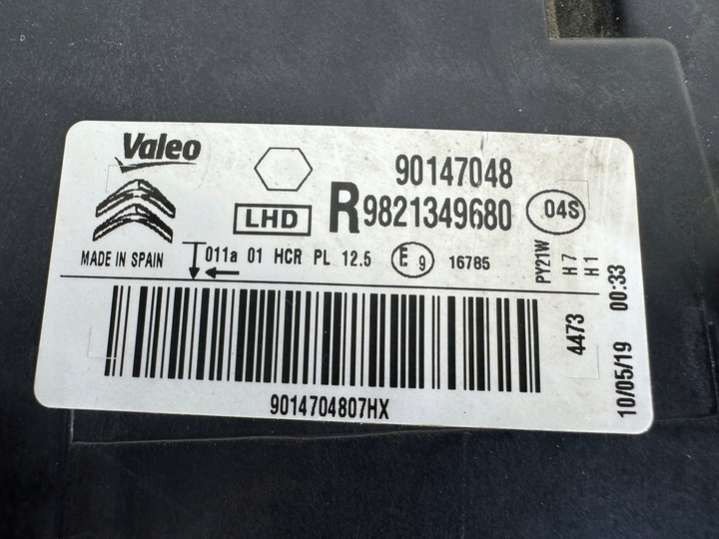 Valeo
90147048
LHD
R 9821349680
04S
MADE IN SPAIN
011a 01 HCR PL 12.5
E 9
16785
PY21W
H7
H1
4473
10/05/19 00:33
9014704807HX